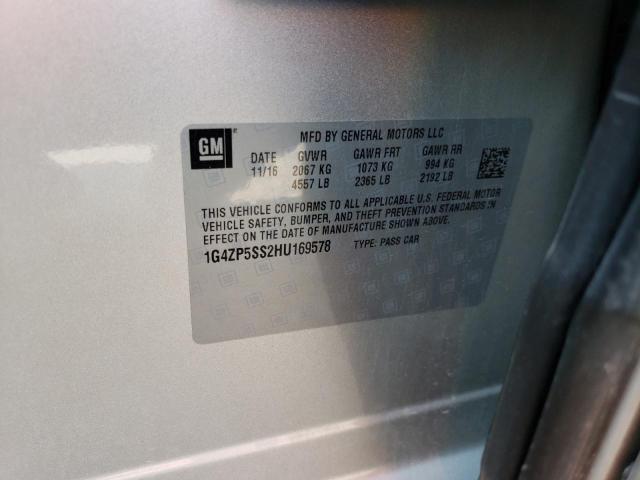 GM
MFD BY GENERAL MOTORS LLC
DATE GVWR GAWR FRT GAWR RR
11/16 2067 KG 1073 KG 994 KG
4557 LB 2365 LB 2192 LB
THIS VEHICLE CONFORMS TO ALL APPLICABLE U.S. FEDERAL MOTOR
VEHICLE SAFETY, BUMPER, AND THEFT PREVENTION STANDARDS IN
EFFECT ON THE DATE OF MANUFACTURE SHOWN ABOVE.
1G4ZP5SS2HU169578 TYPE: PASS CAR